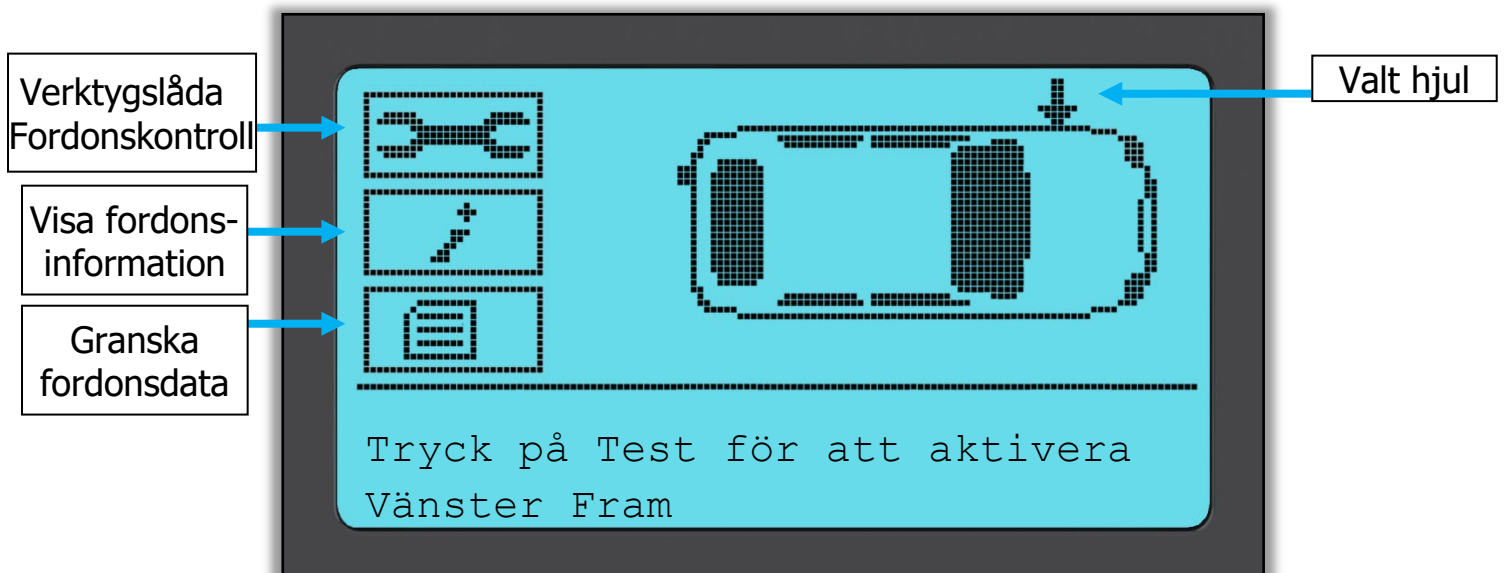 Verktygslåda
Fordonskontroll
Visa fordons-
information
Granska
fordonsdata
Valt hjul
Tryck på Test för att aktivera
Vänster Fram